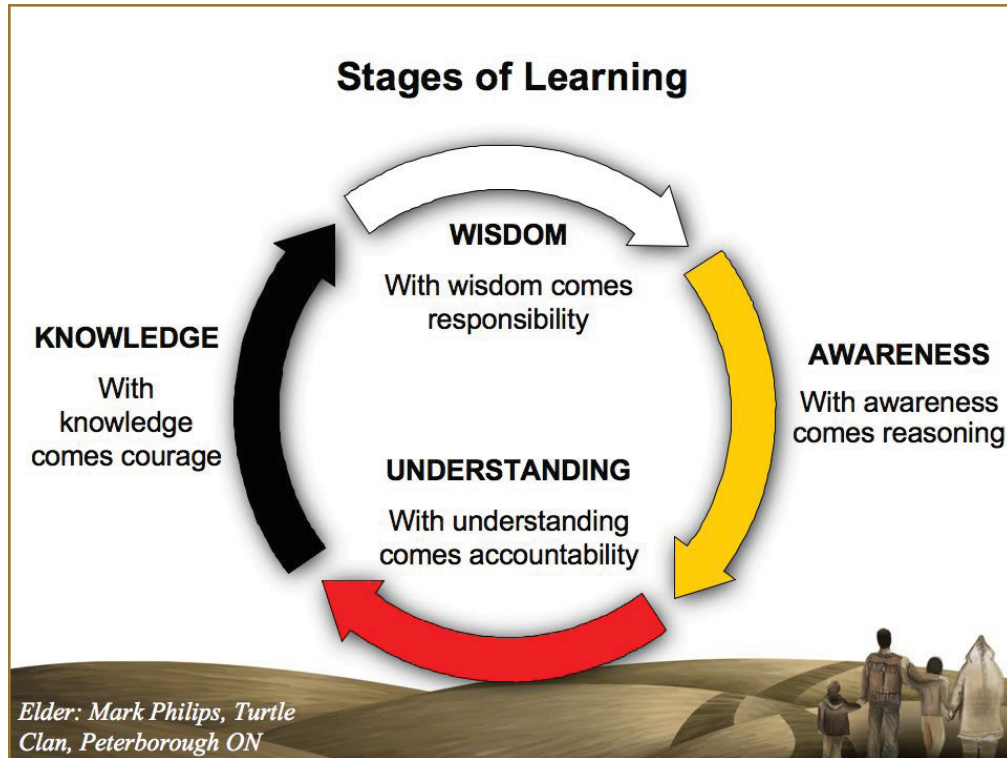 Stages of Learning
WISDOM
With wisdom comes
responsibility
KNOWLEDGE
With
knowledge
comes courage
AWARENESS
With awareness
comes reasoning
UNDERSTANDING
With understanding
comes accountability
Elder: Mark Philips, Turtle
Clan, Peterborough ON